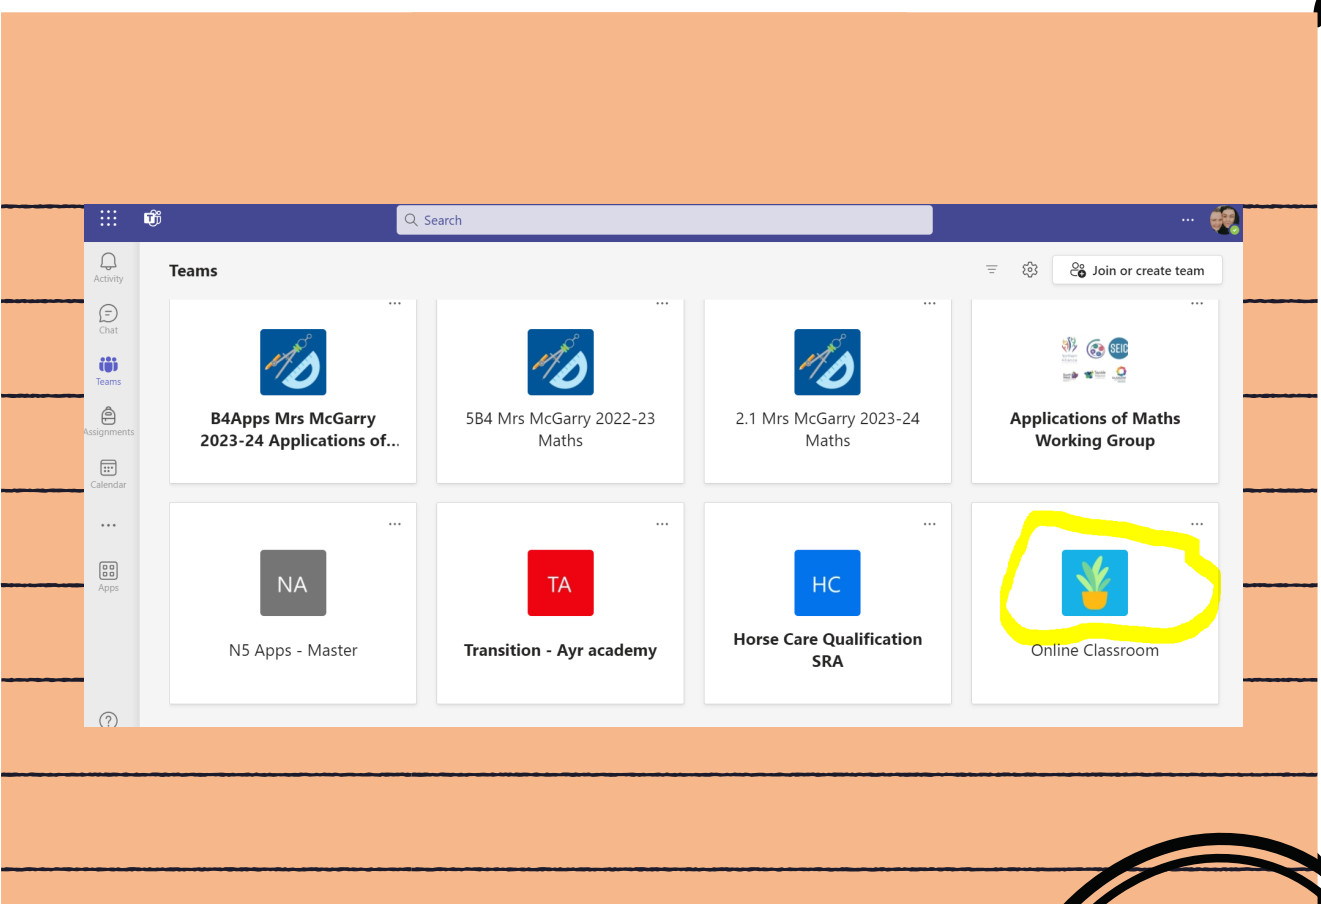 Search
Activity
Chat
Teams
Assignments
Calendar
Apps
Teams
Join or create team
B4Apps Mrs McGarry
2023-24 Applications of...
5B4 Mrs McGarry 2022-23
Maths
2.1 Mrs McGarry 2023-24
Maths
SEIC
Applications of Maths
Working Group
NA
N5 Apps - Master
TA
Transition - Ayr academy
HC
Horse Care Qualification
SRA
Online Classroom